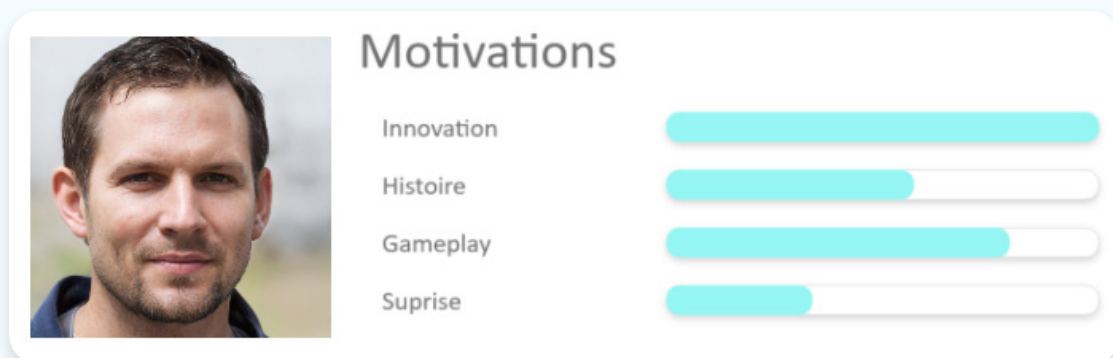 Motivations
Innovation
Histoire
Gameplay
Suprise